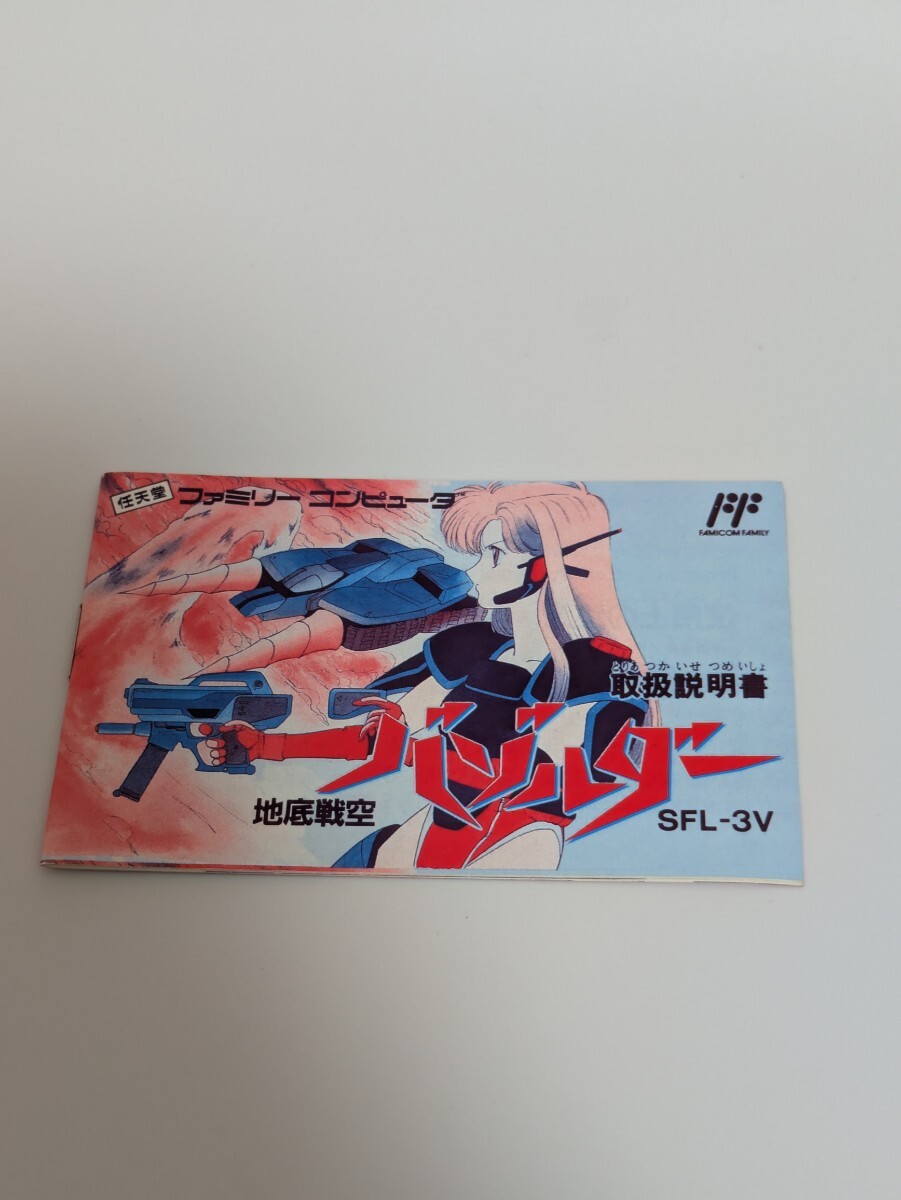 任天堂 ファミリー コンピュータ
FAMICOM FAMILY
とりあつかいせつめいしょ
取扱説明書
地底戦空
バゾルダー
SFL-3V